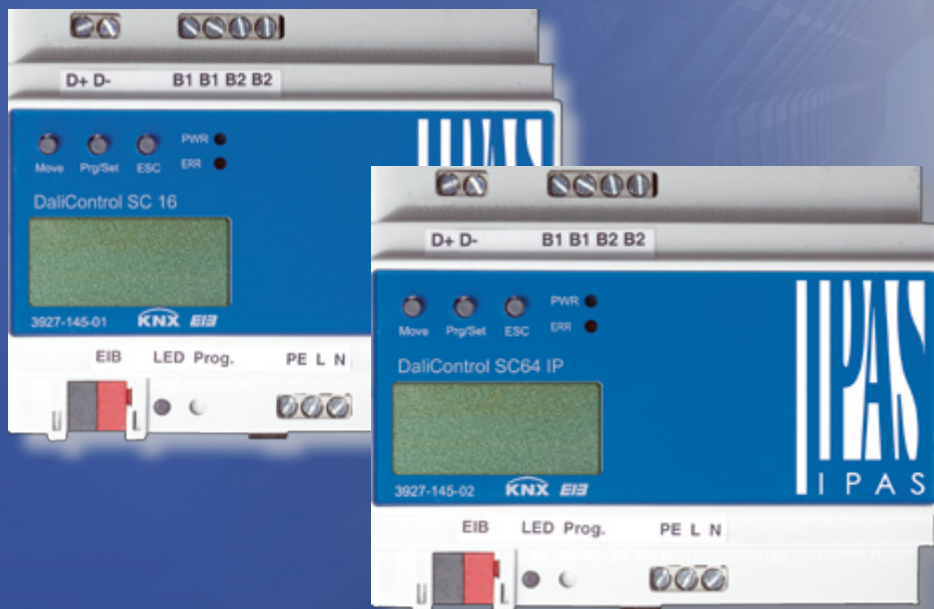 D+ D- B1 B1 B2 B2
PWR
ERR
Move Prg/Set ESC
DaliControl SC 16
3927-145-01 KNX EIB
EIB LED Prog. PE L N
D+ D- B1 B1 B2 B2
PWR
ERR
Move Prg/Set ESC
DaliControl SC64 IP
3927-145-02 KNX EIB
IPAS
IPAS
EIB LED Prog. PE L N